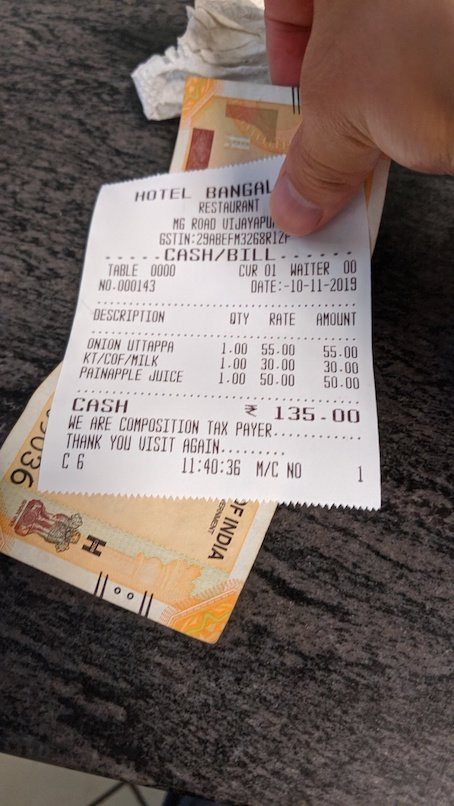 HOTEL BANGAL
RESTAURANT
MG ROAD VIJAYAPU
GSTIN:29ABEFM3268R1ZF
CASH/BILL
TABLE 0000 CUR 01 WAITER 00
NO.000143 DATE:-10-11-2019
DESCRIPTION QTY RATE AMOUNT
ONION UTTAPPA 1.00 55.00 55.00
KT/COF/MILK 1.00 30.00 30.00
PAINAPPLE JUICE 1.00 50.00 50.00
CASH ₹ 135.00
WE ARE COMPOSITION TAX PAYER..............
THANK YOU VISIT AGAIN.........
C 6 11:40:36 M/C NO 1
OF INDIA
H